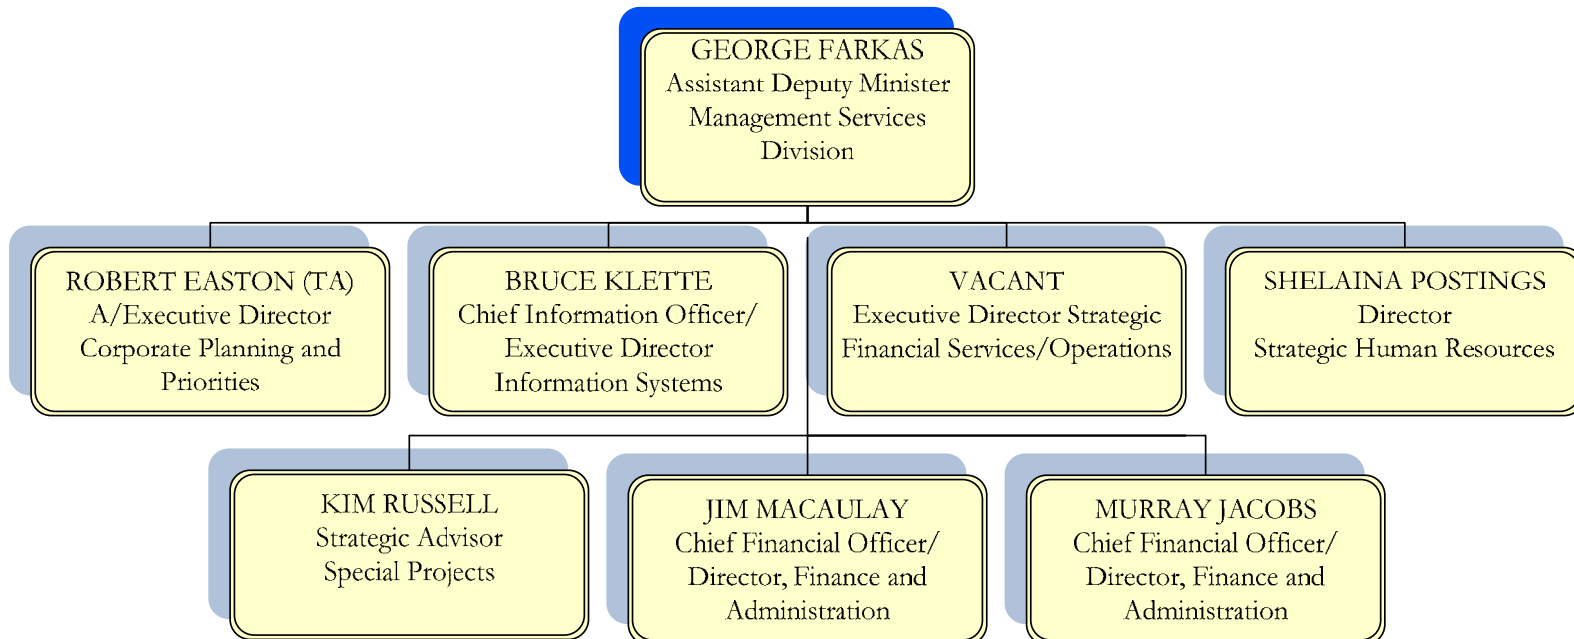 GEORGE FARKAS
Assistant Deputy Minister
Management Services
Division
ROBERT EASTON (TA)
A/Executive Director
Corporate Planning and
Priorities
BRUCE KLETTE
Chief Information Officer/
Executive Director
Information Systems
VACANT
Executive Director Strategic
Financial Services/Operations
SHELAINA POSTINGS
Director
Strategic Human Resources
KIM RUSSELL
Strategic Advisor
Special Projects
JIM MACAULAY
Chief Financial Officer/
Director, Finance and
Administration
MURRAY JACOBS
Chief Financial Officer/
Director, Finance and
Administration